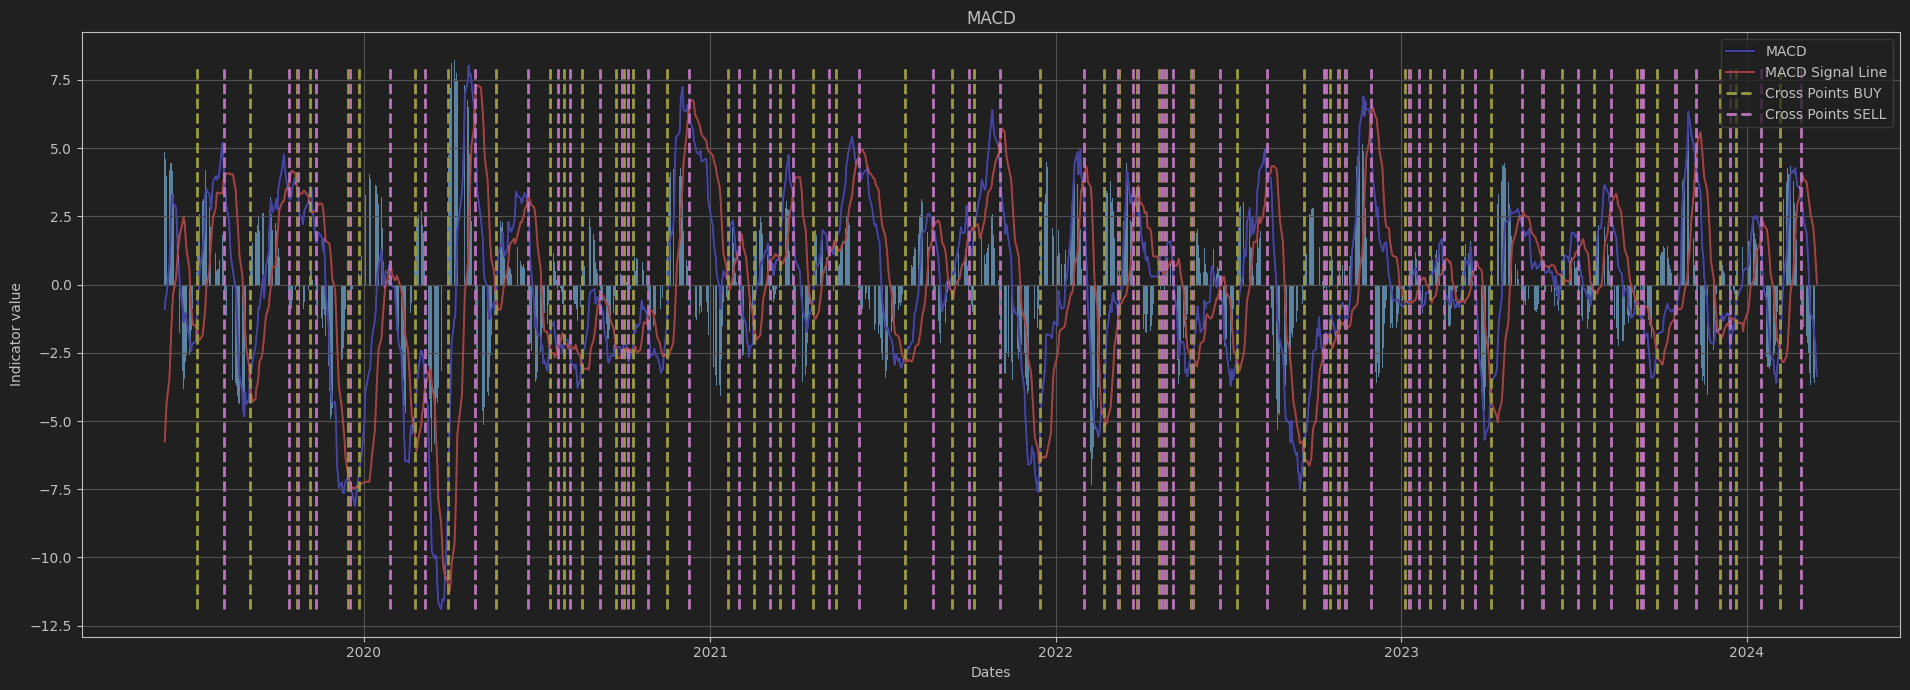 MACD
MACD
MACD Signal Line
Cross Points BUY
Cross Points SELL
7.5
5.0
2.5
0.0
−2.5
−5.0
−7.5
−10.0
−12.5
Indicator value
2020 2021 2022 2023 2024
Dates